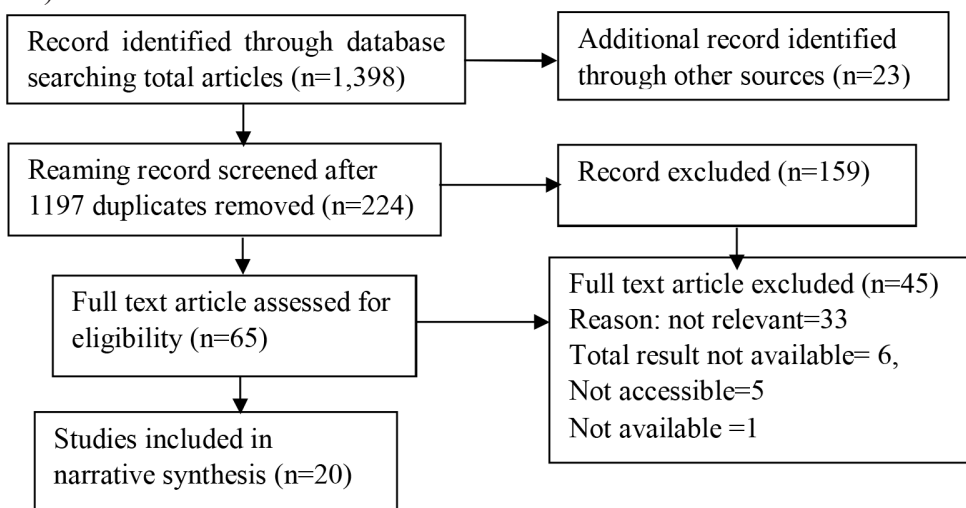 Record identified through database
searching total articles (n=1,398)
Additional record identified
through other sources (n=23)
Reaming record screened after
1197 duplicates removed (n=224)
Record excluded (n=159)
Full text article assessed for
eligibility (n=65)
Full text article excluded (n=45)
Reason: not relevant=33
Total result not available= 6,
Not accessible=5
Not available =1
Studies included in
narrative synthesis (n=20)